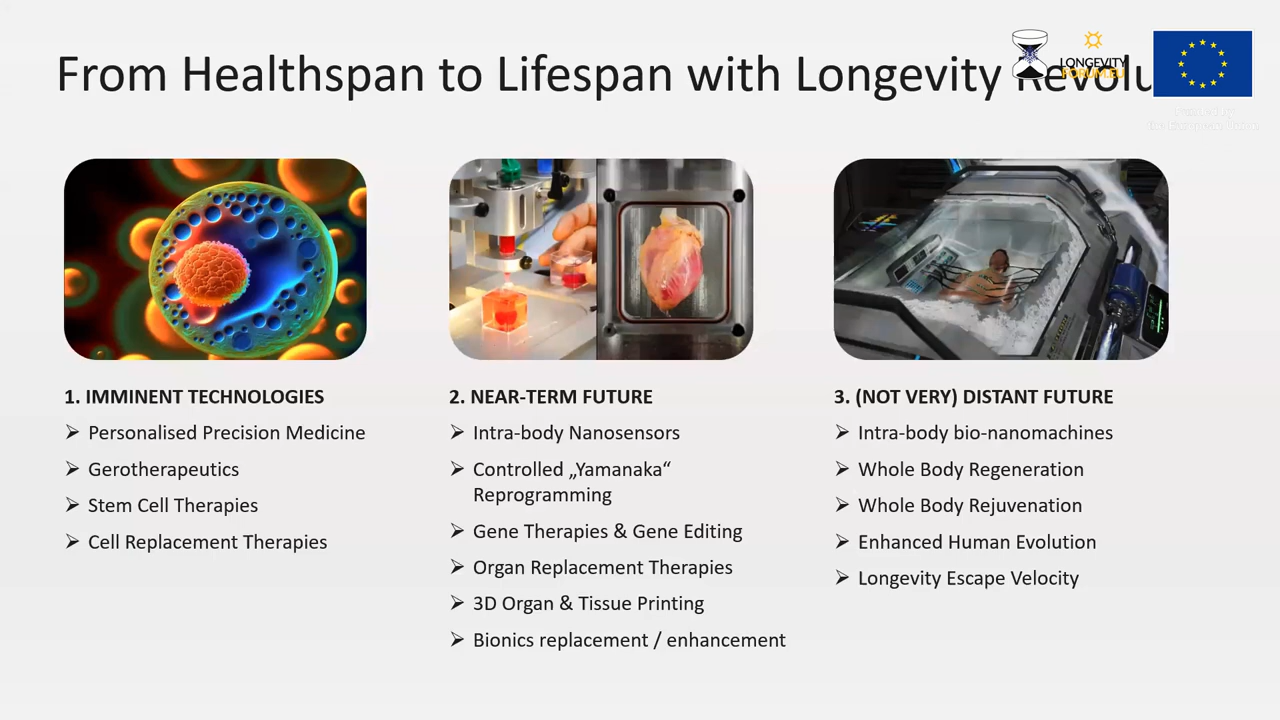 From Healthspan to Lifespan with Longevity Revolu
LONGEVITY
FORUM.EU
1. IMMINENT TECHNOLOGIES
➢ Personalised Precision Medicine
➢ Gerotherapeutics
➢ Stem Cell Therapies
➢ Cell Replacement Therapies
2. NEAR-TERM FUTURE
➢ Intra-body Nanosensors
➢ Controlled „Yamanaka“
Reprogramming
➢ Gene Therapies & Gene Editing
➢ Organ Replacement Therapies
➢ 3D Organ & Tissue Printing
➢ Bionics replacement / enhancement
3. (NOT VERY) DISTANT FUTURE
➢ Intra-body bio-nanomachines
➢ Whole Body Regeneration
➢ Whole Body Rejuvenation
➢ Enhanced Human Evolution
➢ Longevity Escape Velocity